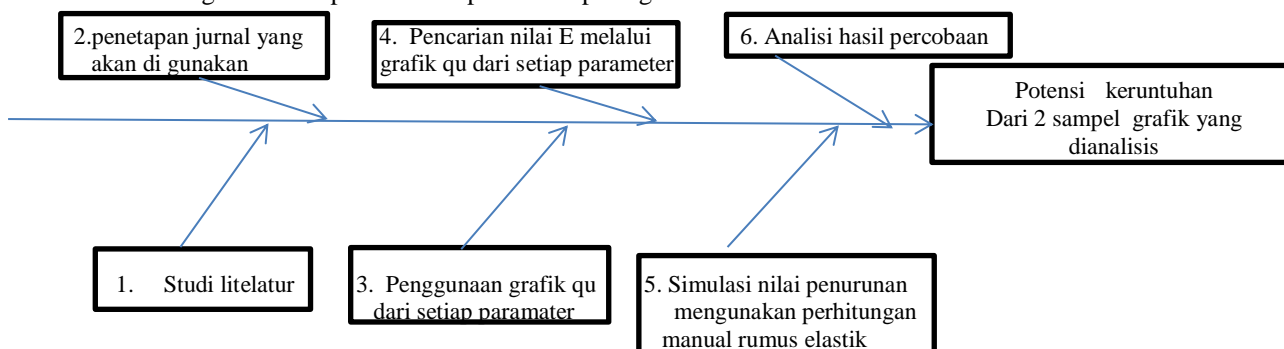 2.penetapan jurnal yang
akan di gunakan
4. Pencarian nilai E melalui
grafik qu dari setiap parameter
6. Analisi hasil percobaan
Potensi keruntuhan
Dari 2 sampel grafik yang
dianalisis
1. Studi litelatur
3. Penggunaan grafik qu
dari setiap paramater
5. Simulasi nilai penurunan
mengunakan perhitungan
manual rumus elastik